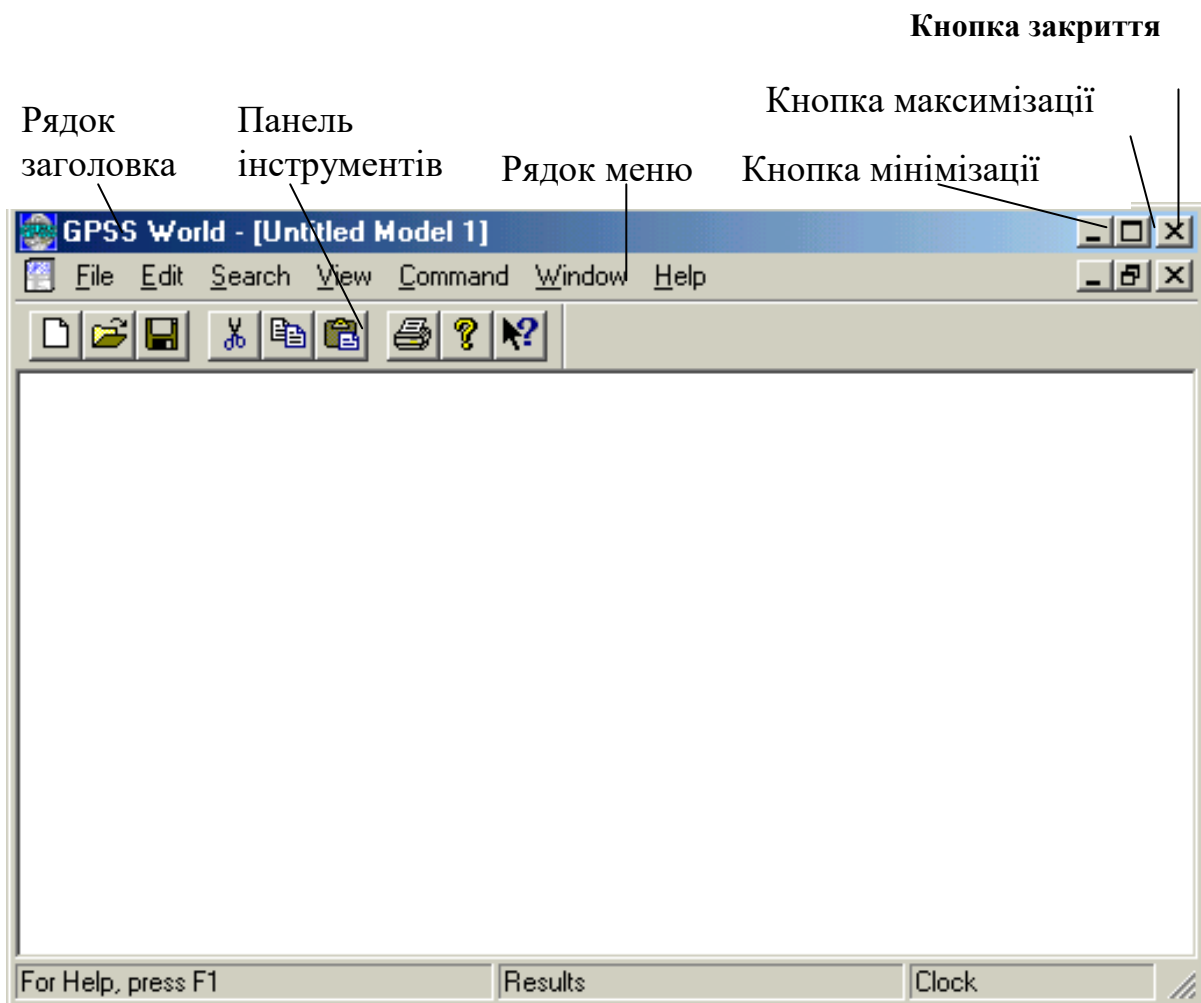 Кнопка закриття
Кнопка максимізації
Рядок
заголовка
Панель
інструментів
Рядок меню
Кнопка мінімізації
GPSS World - [Untitled Model 1]
File Edit Search View Command Window Help
For Help, press F1 Results Clock